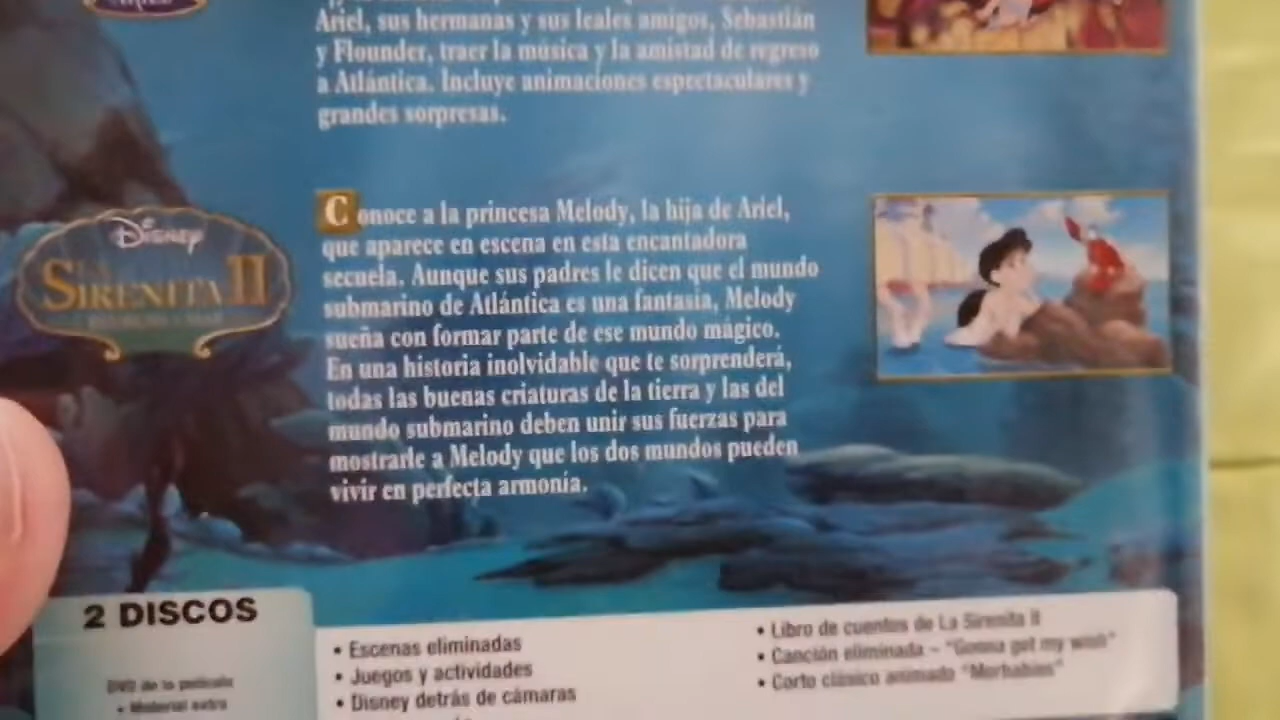 Ariel, sus hermanas y sus leales amigos, Sebastián
y Flounder, traer la música y la amistad de regreso
a Atlántica. Incluye animaciones espectaculares y
grandes sorpresas.
Disney
LA
SIRENITA II
Conoce a la princesa Melody, la hija de Ariel,
que aparece en escena en esta encantadora
secuela. Aunque sus padres le dicen que el mundo
submarino de Atlántica es una fantasía, Melody
sueña con formar parte de ese mundo mágico.
En una historia inolvidable que te sorprenderá,
todas las buenas criaturas de la tierra y las del
mundo submarino deben unir sus fuerzas para
mostrarle a Melody que los dos mundos pueden
vivir en perfecta armonía.
2 DISCOS
DVD de la película
• Material extra
• Escenas eliminadas
• Juegos y actividades
• Disney detrás de cámaras
• Libro de cuentos de La Sirenita II
• Canción eliminada – "Gonna get my wish"
• Corto clásico animado "Merbabies"